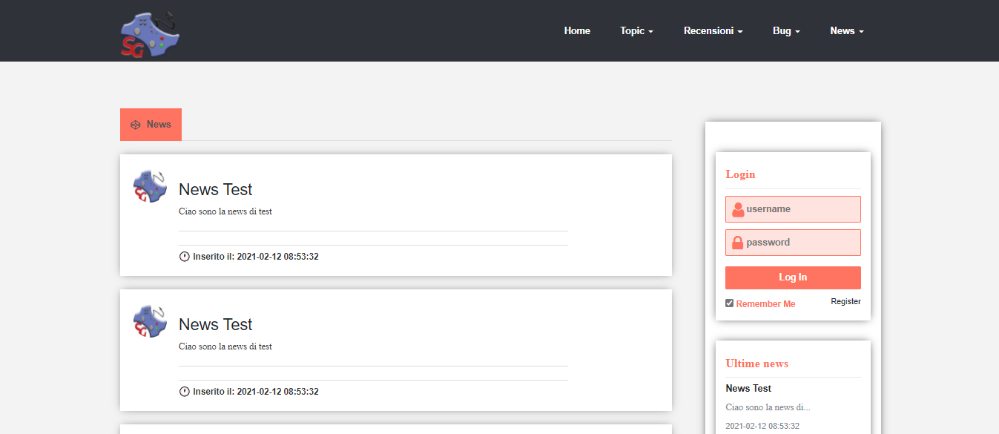 SG
Home Topic Recensioni Bug News
News
SG
News Test
Ciao sono la news di test
Inserito il: 2021-02-12 08:53:32
SG
News Test
Ciao sono la news di test
Inserito il: 2021-02-12 08:53:32
Login
username
password
Log In
Remember Me Register
Ultime news
News Test
Ciao sono la news di...
2021-02-12 08:53:32